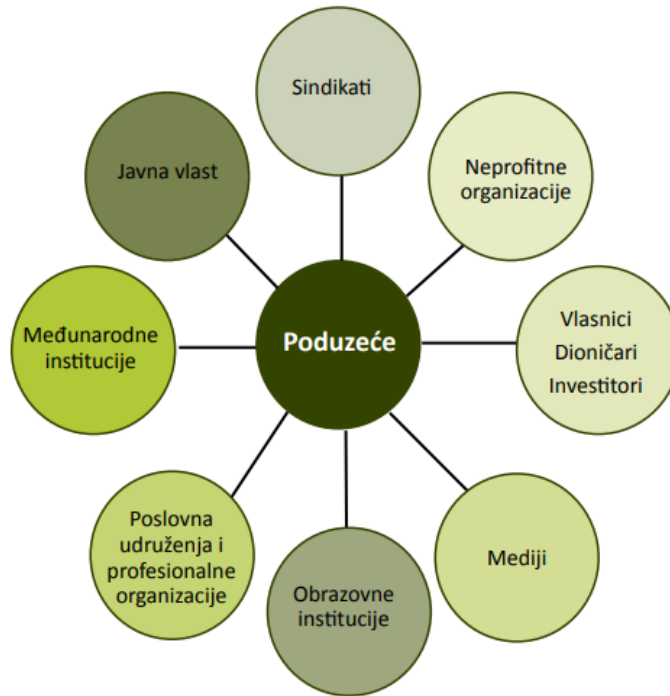 Sindikati
Javna vlast
Neprofitne
organizacije
Međunarodne
institucije
Poduzeće
Vlasnici
Dioničari
Investitori
Poslovna
udruženja i
profesionalne
organizacije
Obrazovne
institucije
Mediji